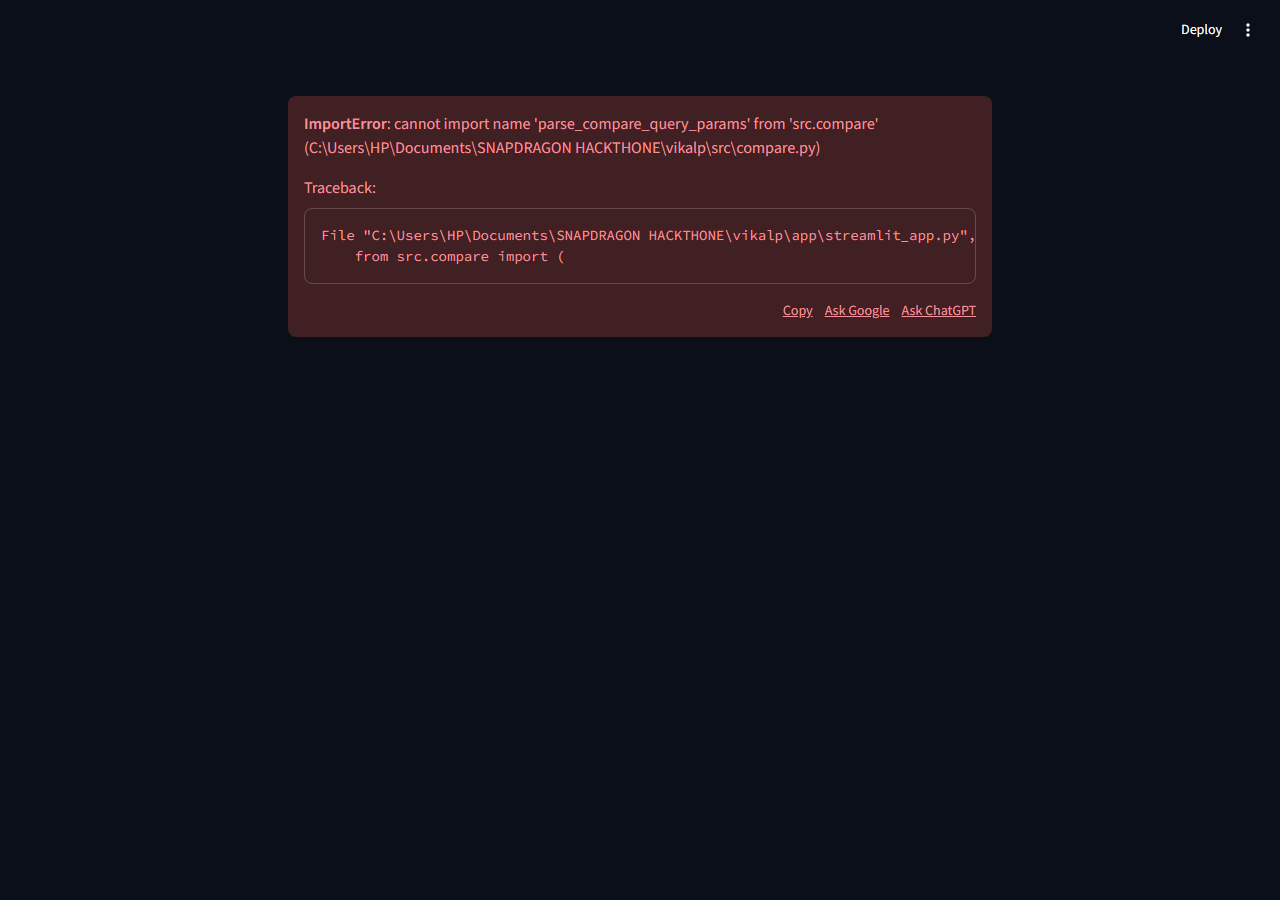 Deploy
ImportError: cannot import name 'parse_compare_query_params' from 'src.compare'
(C:\Users\HP\Documents\SNAPDRAGON HACKTHONE\vikalp\src\compare.py)
Traceback:
File "C:\Users\HP\Documents\SNAPDRAGON HACKTHONE\vikalp\app\streamlit_app.py",
    from src.compare import (
Copy Ask Google Ask ChatGPT